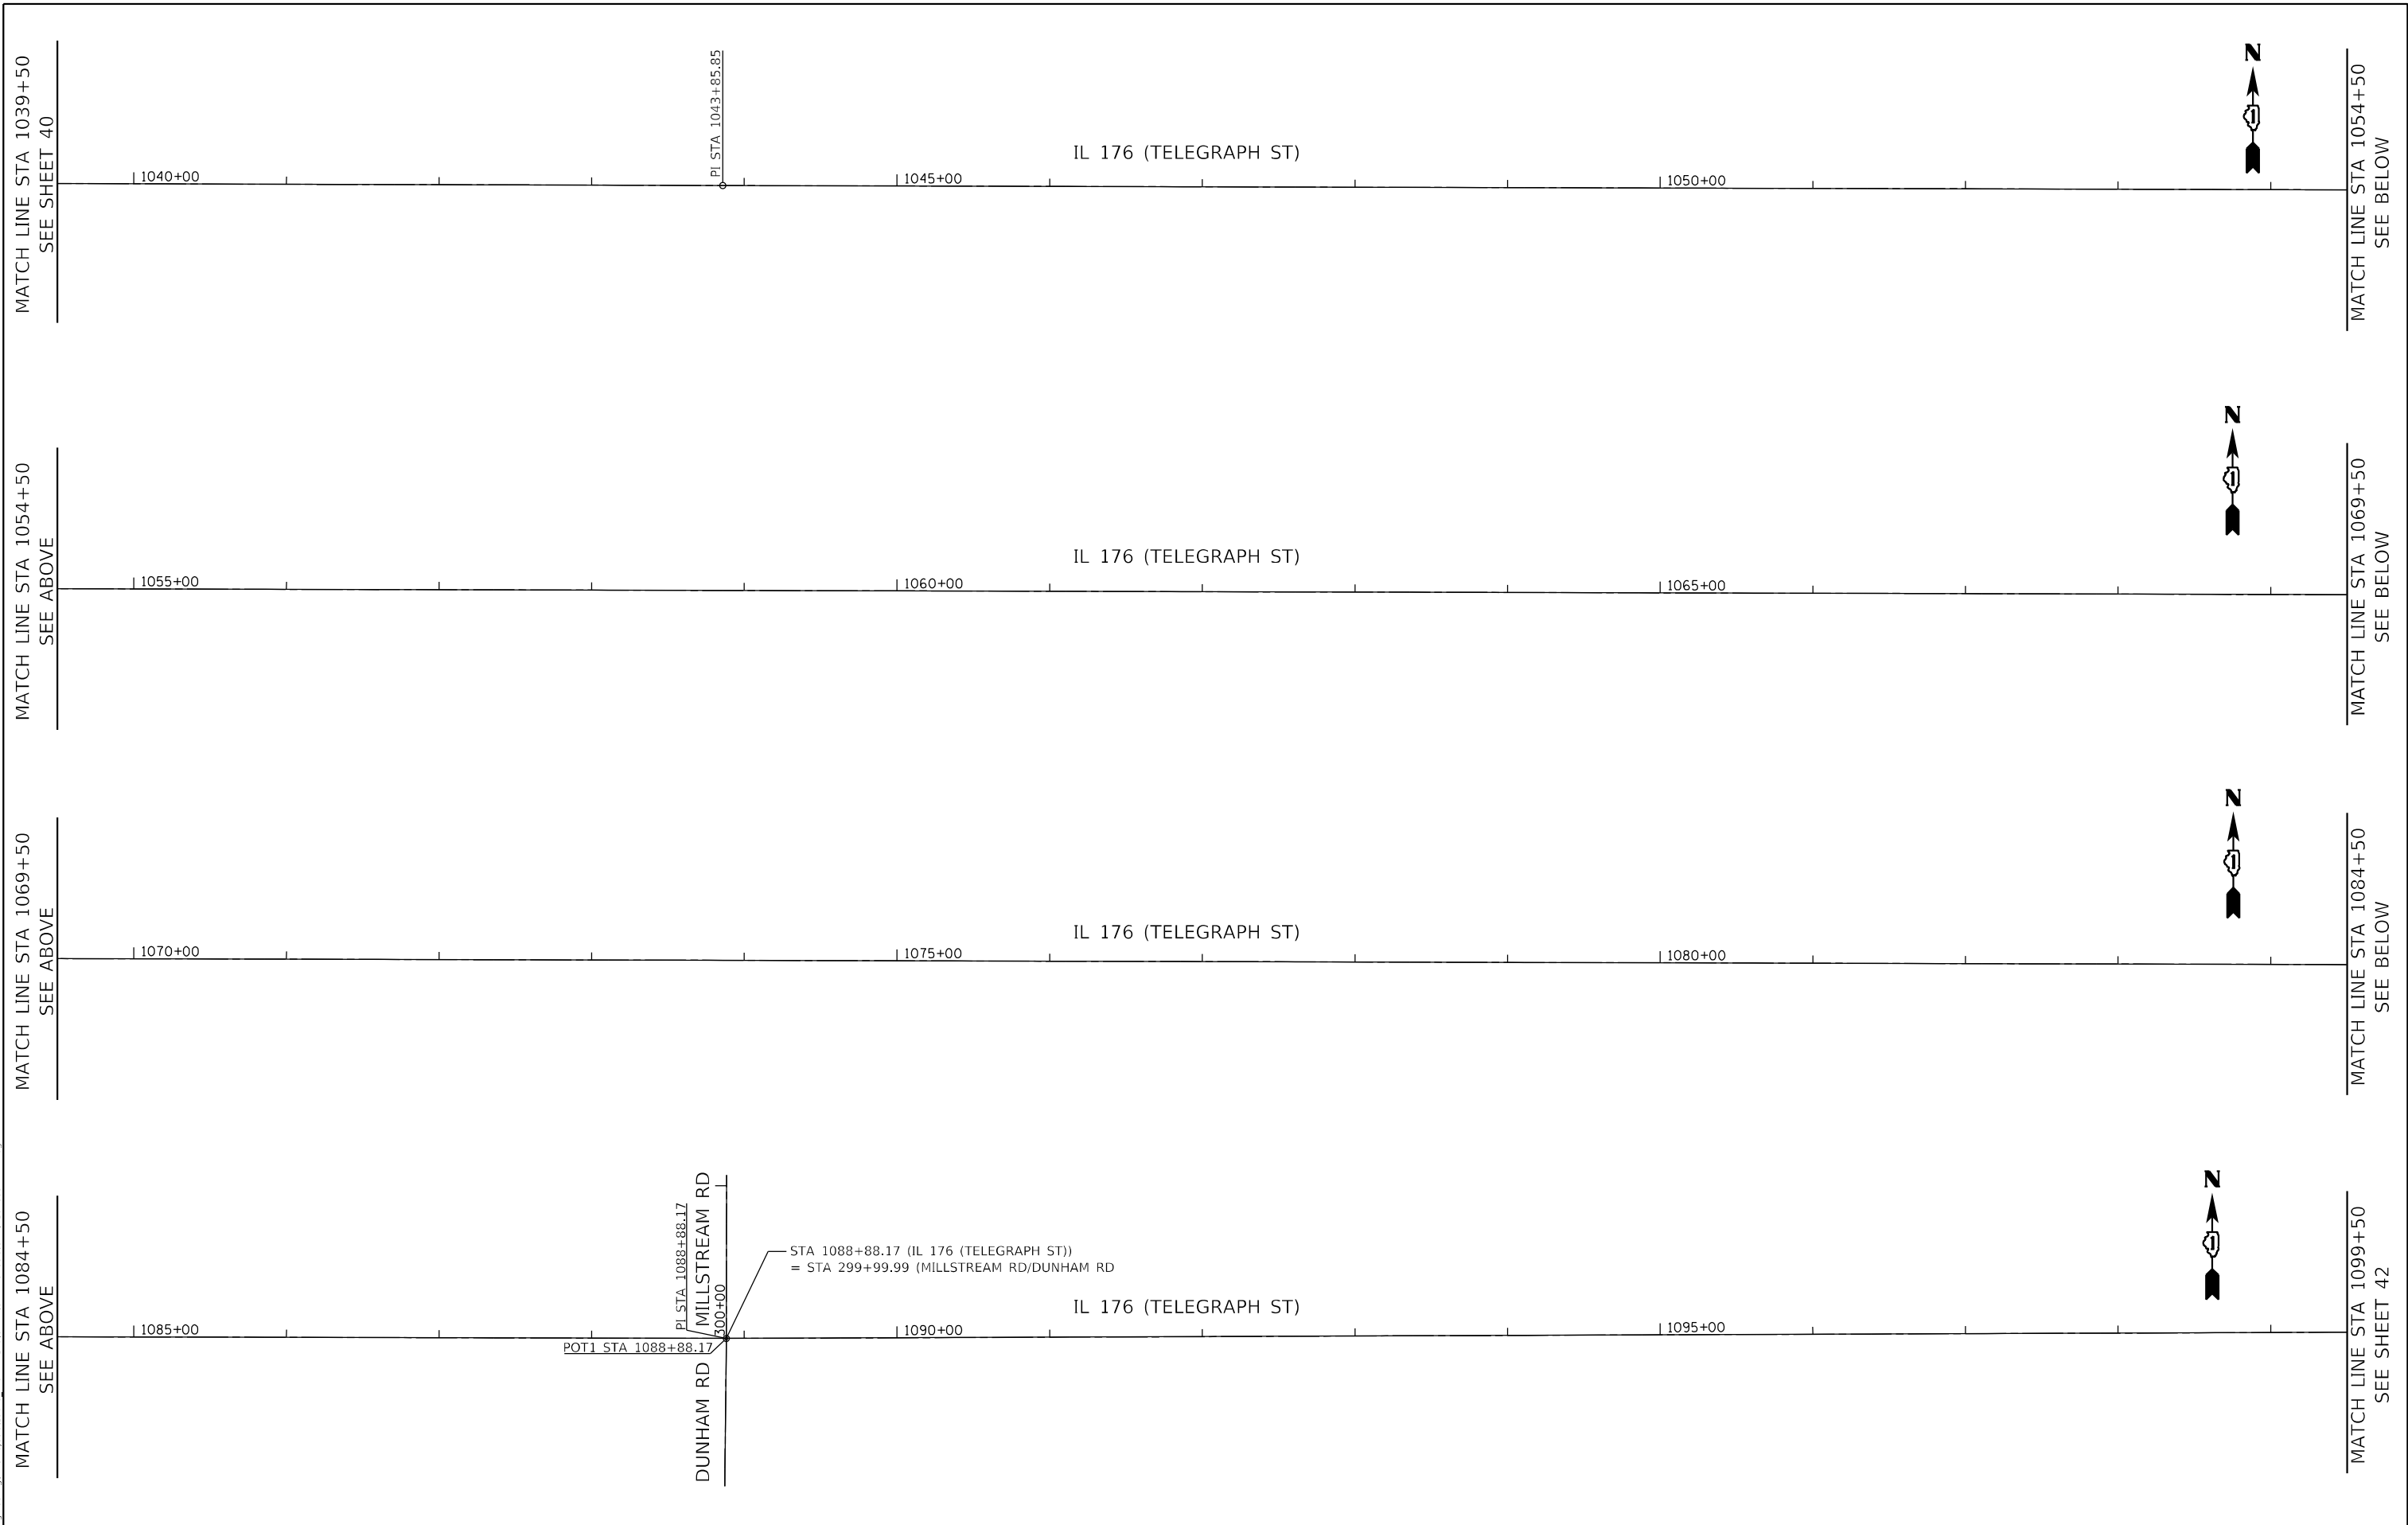 MATCH LINE STA 1039+50
SEE SHEET 40
1040+00
PI STA 1043+85.85
1045+00
IL 176 (TELEGRAPH ST)
1050+00
N
1
MATCH LINE STA 1054+50
SEE BELOW
MATCH LINE STA 1054+50
SEE ABOVE
1055+00
1060+00
IL 176 (TELEGRAPH ST)
1065+00
N
1
MATCH LINE STA 1069+50
SEE BELOW
MATCH LINE STA 1069+50
SEE ABOVE
1070+00
1075+00
IL 176 (TELEGRAPH ST)
1080+00
N
1
MATCH LINE STA 1084+50
SEE BELOW
MATCH LINE STA 1084+50
SEE ABOVE
1085+00
POT1 STA 1088+88.17
PI STA 1088+88.17
MILLSTREAM RD
DUNHAM RD
300+00
STA 1088+88.17 (IL 176 (TELEGRAPH ST))
= STA 299+99.99 (MILLSTREAM RD/DUNHAM RD
1090+00
IL 176 (TELEGRAPH ST)
1095+00
N
1
MATCH LINE STA 1099+50
SEE SHEET 42